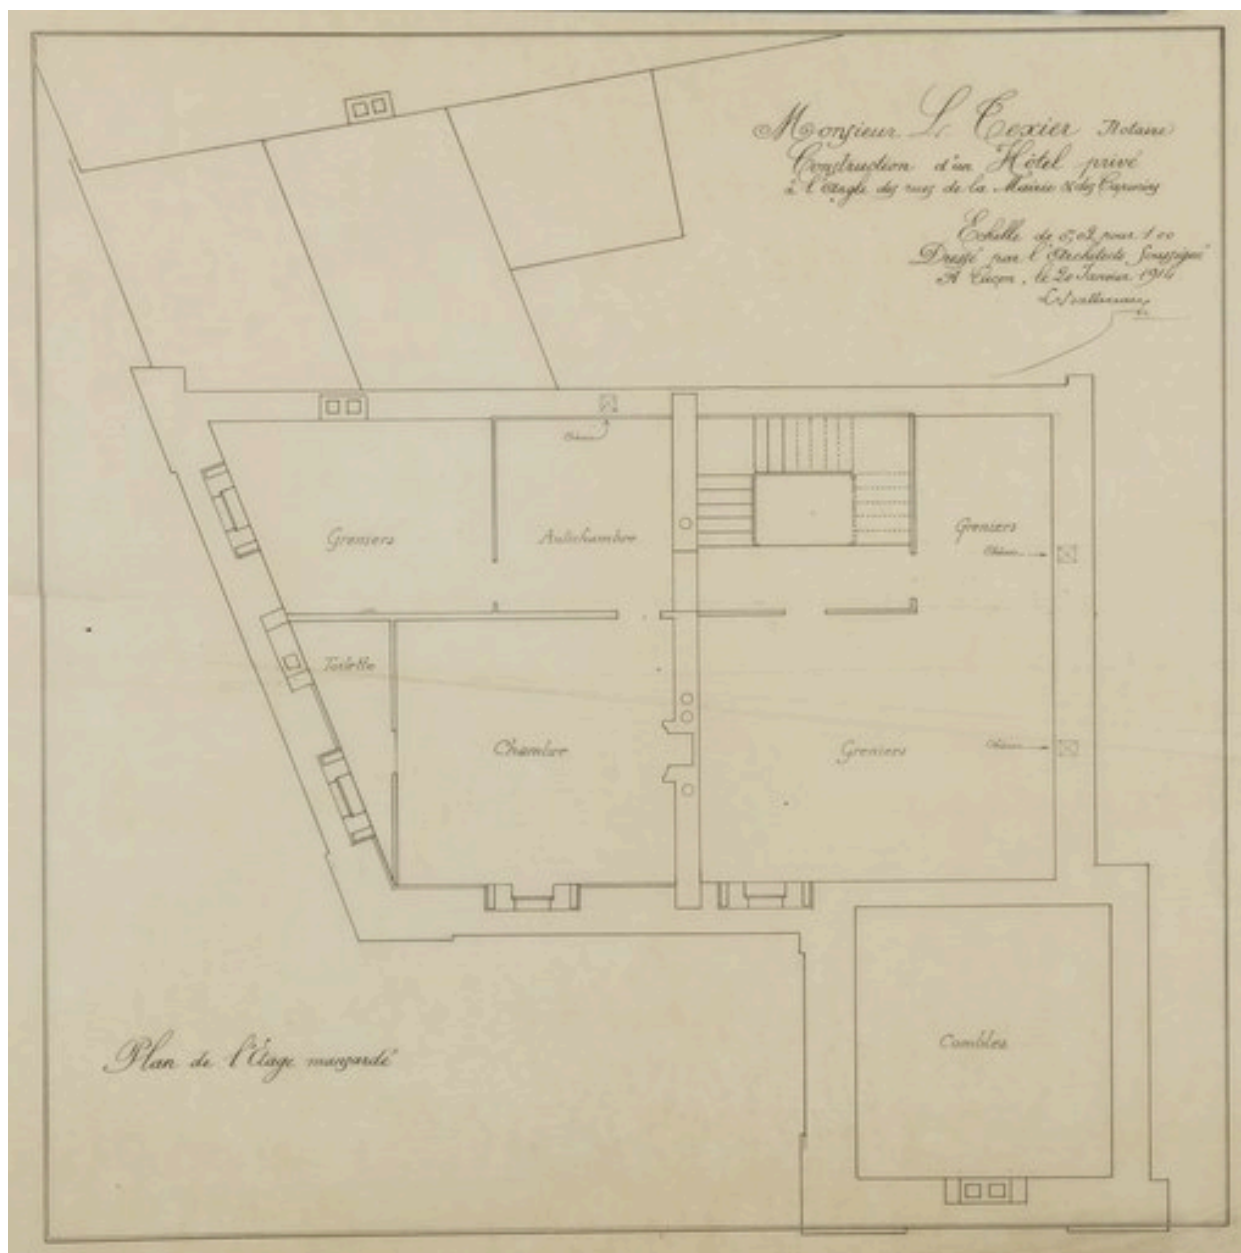 Monsieur Le Texier Notaire
Construction d'un Hôtel privé
à l'Angle des rues de la Mairie & des Capucins
Echelle de 0,02 pour 1.00
Dressé par l'Architecte Soussigné
A Luçon, le 20 Janvier 1914
Greniers
Antichambre
Greniers
Toilette
Chambre
Greniers
Combles
Plan de l'Étage mansardé